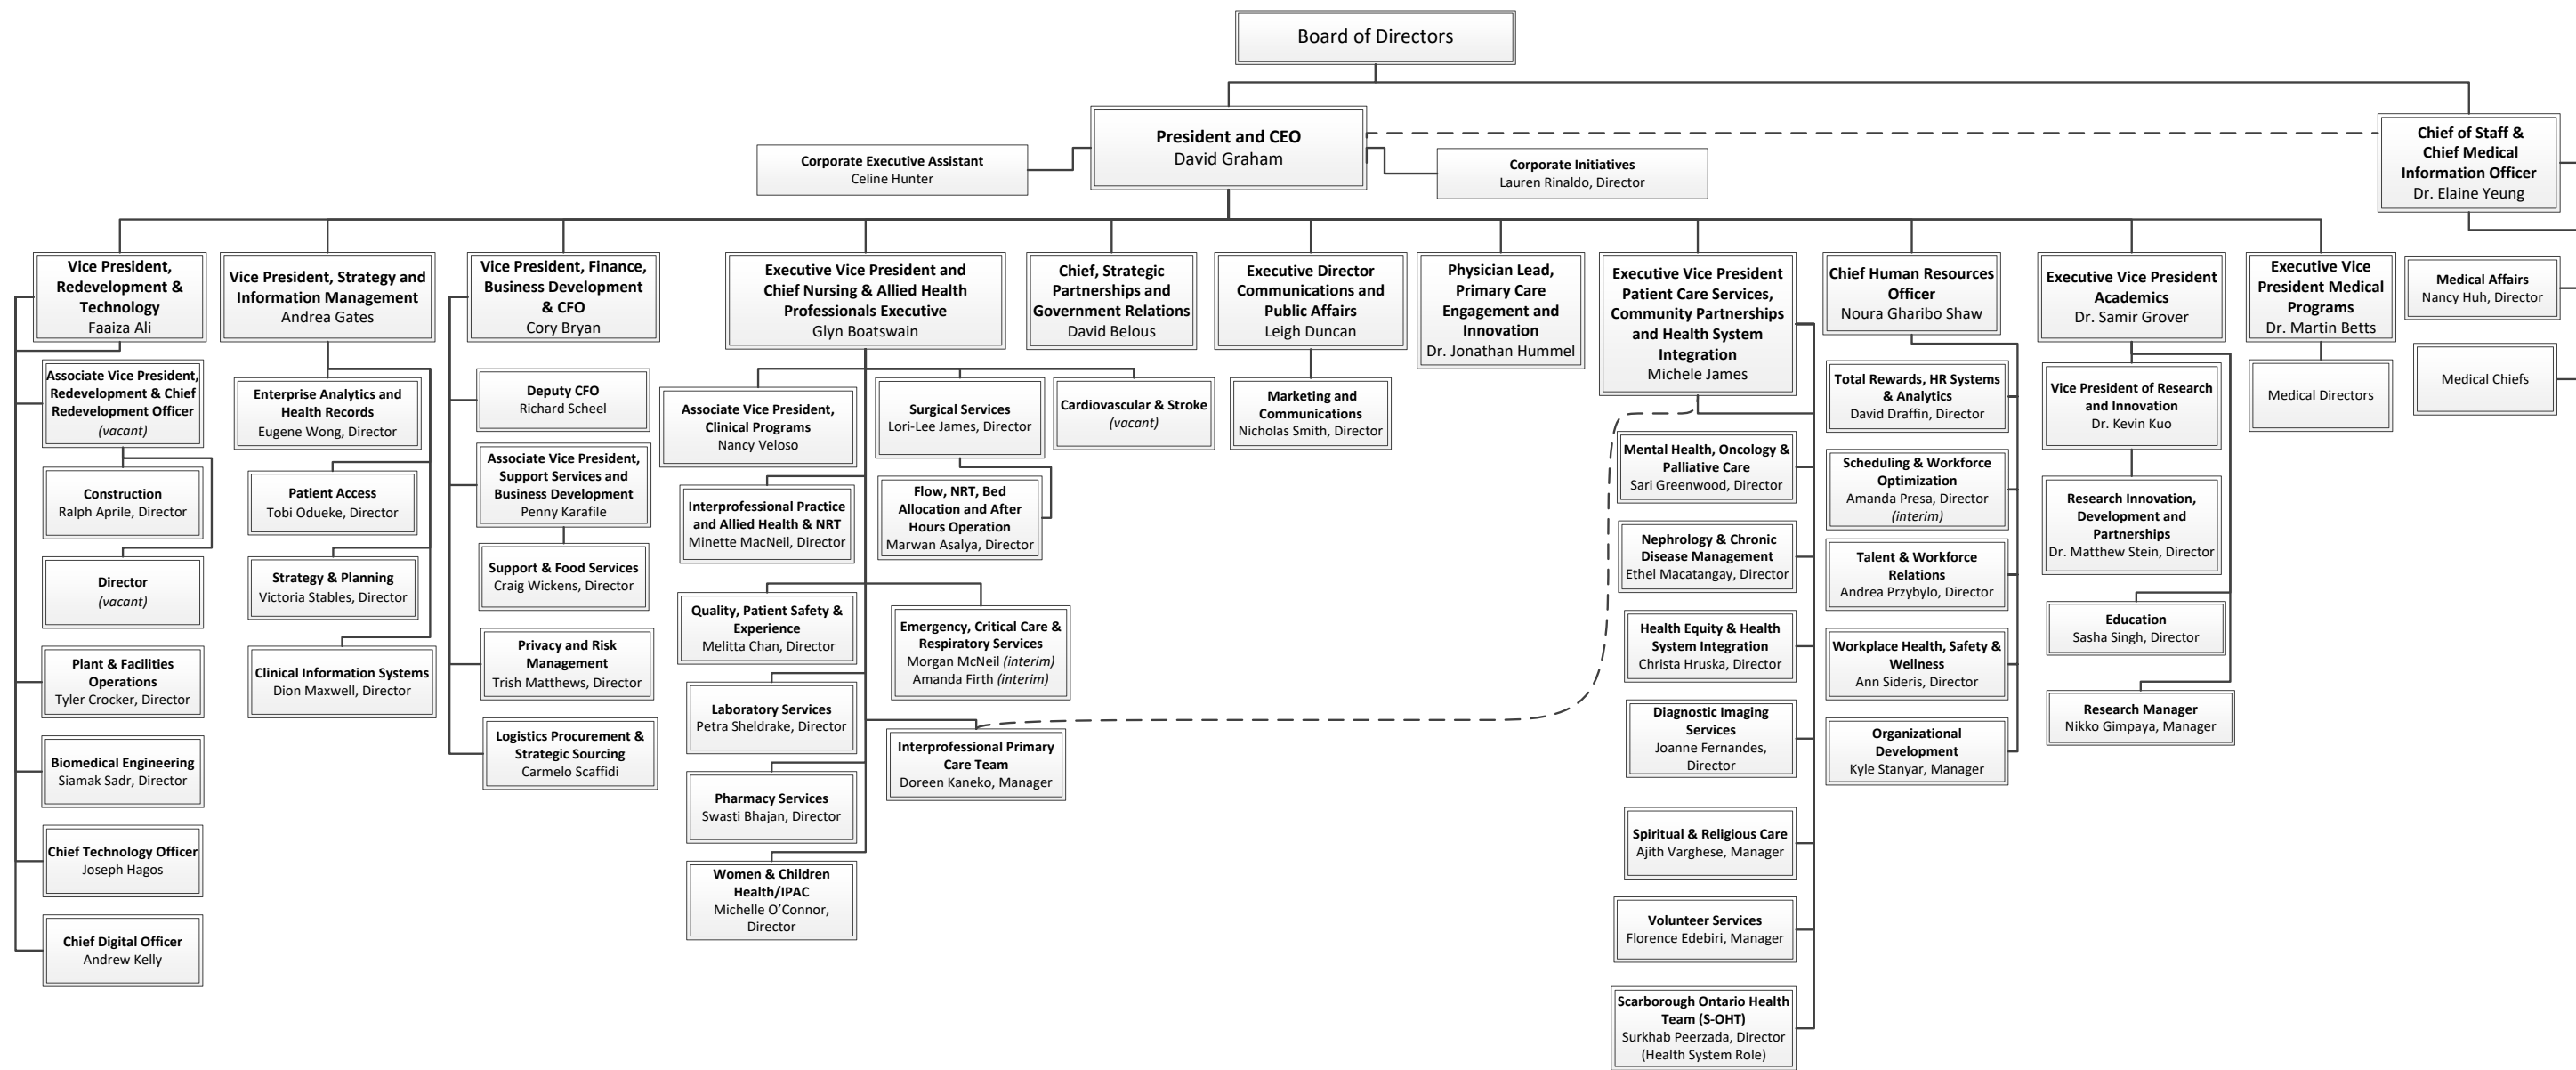 Board of Directors
President and CEO
David Graham
Chief of Staff &
Chief Medical
Information Officer
Dr. Elaine Yeung
Corporate Executive Assistant
Celine Hunter
Corporate Initiatives
Lauren Rinaldo, Director
Vice President,
Redevelopment &
Technology
Faaiza Ali
Associate Vice President,
Redevelopment & Chief
Redevelopment Officer
(vacant)
Construction
Ralph Aprile, Director
Director
(vacant)
Plant & Facilities
Operations
Tyler Crocker, Director
Biomedical Engineering
Siamak Sadr, Director
Chief Technology Officer
Joseph Hagos
Chief Digital Officer
Andrew Kelly
Vice President, Strategy and
Information Management
Andrea Gates
Enterprise Analytics and
Health Records
Eugene Wong, Director
Patient Access
Tobi Odueke, Director
Strategy & Planning
Victoria Stables, Director
Clinical Information Systems
Dion Maxwell, Director
Vice President, Finance,
Business Development
& CFO
Cory Bryan
Deputy CFO
Richard Scheel
Associate Vice President,
Support Services and
Business Development
Penny Karafile
Support & Food Services
Craig Wickens, Director
Privacy and Risk
Management
Trish Matthews, Director
Logistics Procurement &
Strategic Sourcing
Carmelo Scaffidi
Executive Vice President and
Chief Nursing & Allied Health
Professionals Executive
Glyn Boatswain
Associate Vice President,
Clinical Programs
Nancy Veloso
Surgical Services
Lori-Lee James, Director
Cardiovascular & Stroke
(vacant)
Interprofessional Practice
and Allied Health & NRT
Minette MacNeil, Director
Flow, NRT, Bed
Allocation and After
Hours Operation
Marwan Asalya, Director
Quality, Patient Safety &
Experience
Melitta Chan, Director
Emergency, Critical Care &
Respiratory Services
Morgan McNeil (interim)
Amanda Firth (interim)
Laboratory Services
Petra Sheldrake, Director
Interprofessional Primary
Care Team
Doreen Kaneko, Manager
Pharmacy Services
Swasti Bhajan, Director
Women & Children
Health/IPAC
Michelle O’Connor,
Director
Chief, Strategic
Partnerships and
Government Relations
David Belous
Executive Director
Communications and
Public Affairs
Leigh Duncan
Marketing and
Communications
Nicholas Smith, Director
Physician Lead,
Primary Care
Engagement and
Innovation
Dr. Jonathan Hummel
Executive Vice President
Patient Care Services,
Community Partnerships
and Health System
Integration
Michele James
Mental Health, Oncology &
Palliative Care
Sari Greenwood, Director
Nephrology & Chronic
Disease Management
Ethel Macatangay, Director
Health Equity & Health
System Integration
Christa Hruska, Director
Diagnostic Imaging
Services
Joanne Fernandes,
Director
Spiritual & Religious Care
Ajith Varghese, Manager
Volunteer Services
Florence Edebiri, Manager
Scarborough Ontario Health
Team (S-OHT)
Surkhab Peerzada, Director
(Health System Role)
Chief Human Resources
Officer
Noura Gharibo Shaw
Total Rewards, HR Systems
& Analytics
David Draffin, Director
Scheduling & Workforce
Optimization
Amanda Presa, Director
(interim)
Talent & Workforce
Relations
Andrea Przybylo, Director
Workplace Health, Safety &
Wellness
Ann Sideris, Director
Organizational
Development
Kyle Stanyar, Manager
Executive Vice President
Academics
Dr. Samir Grover
Vice President of Research
and Innovation
Dr. Kevin Kuo
Research Innovation,
Development and
Partnerships
Dr. Matthew Stein, Director
Education
Sasha Singh, Director
Research Manager
Nikko Gimpaya, Manager
Executive Vice
President Medical
Programs
Dr. Martin Betts
Medical Directors
Medical Affairs
Nancy Huh, Director
Medical Chiefs